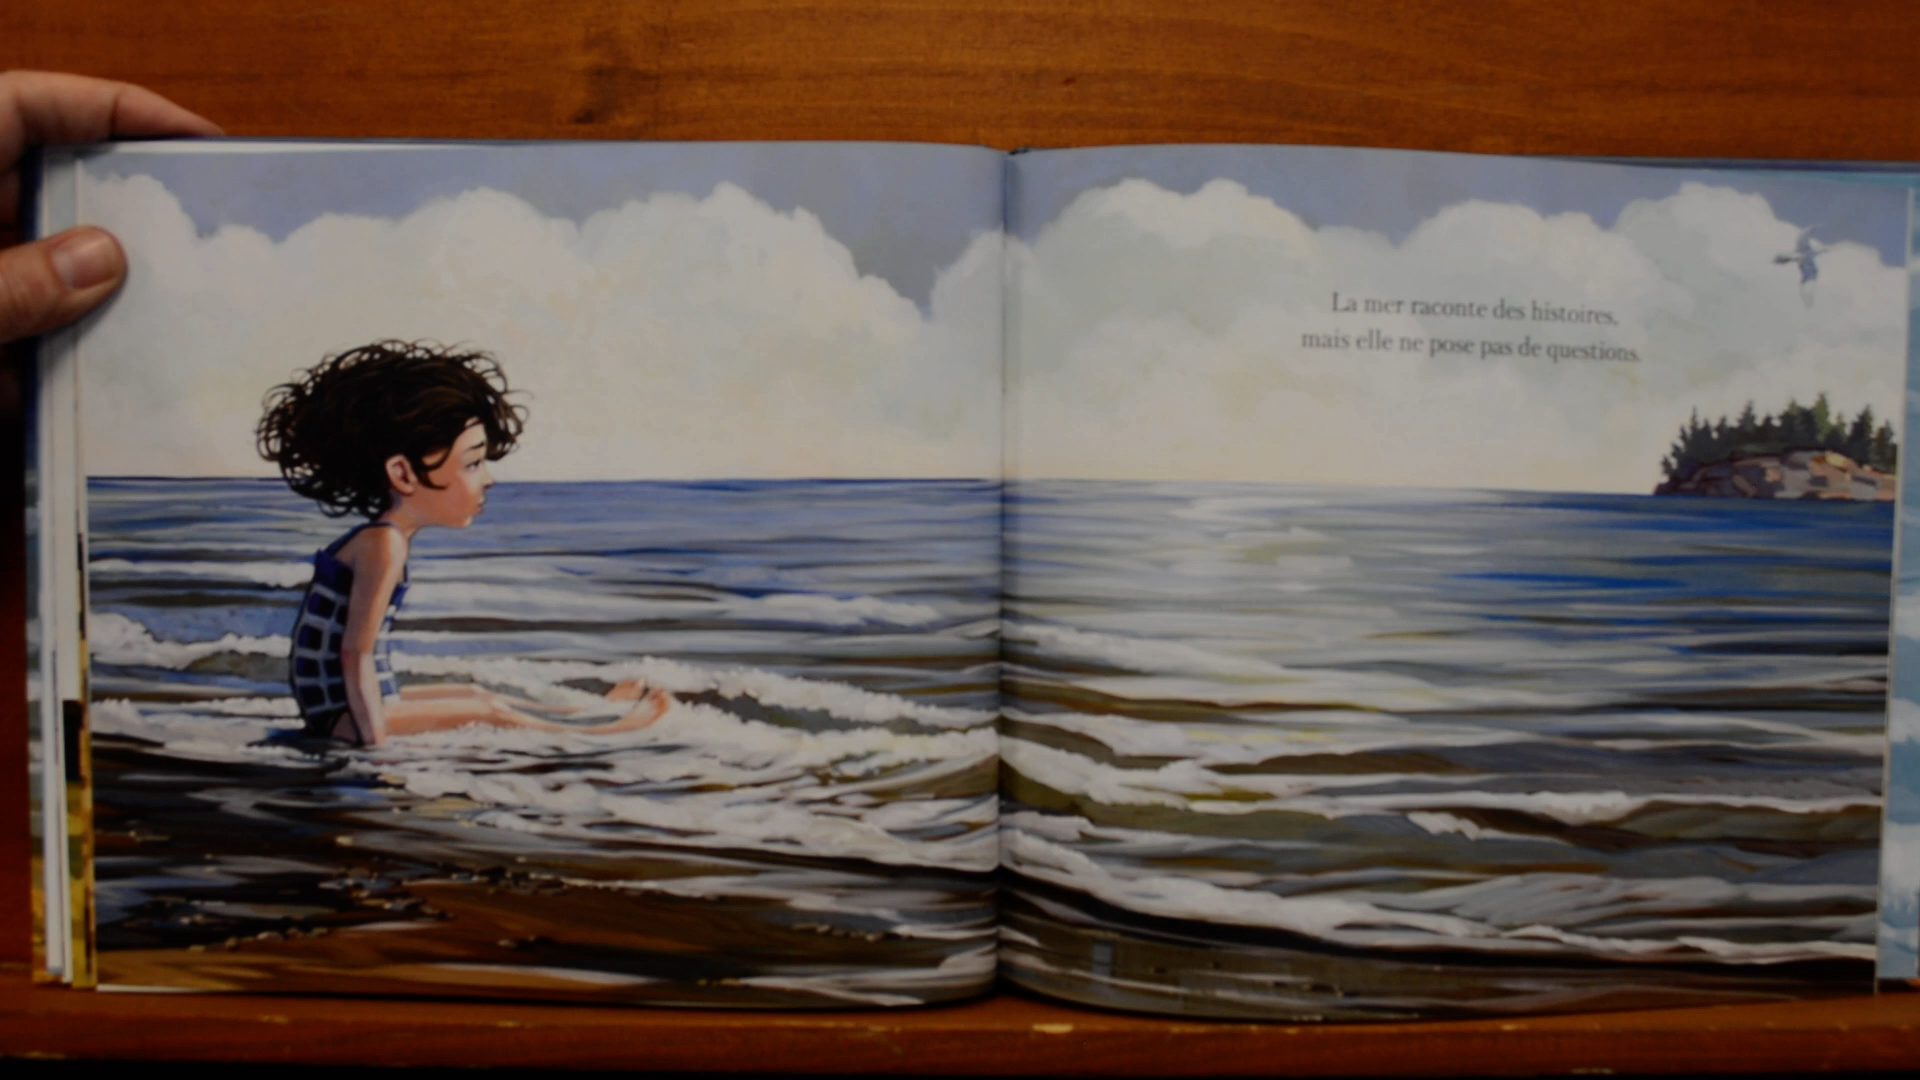 La mer raconte des histoires,
mais elle ne pose pas de questions.